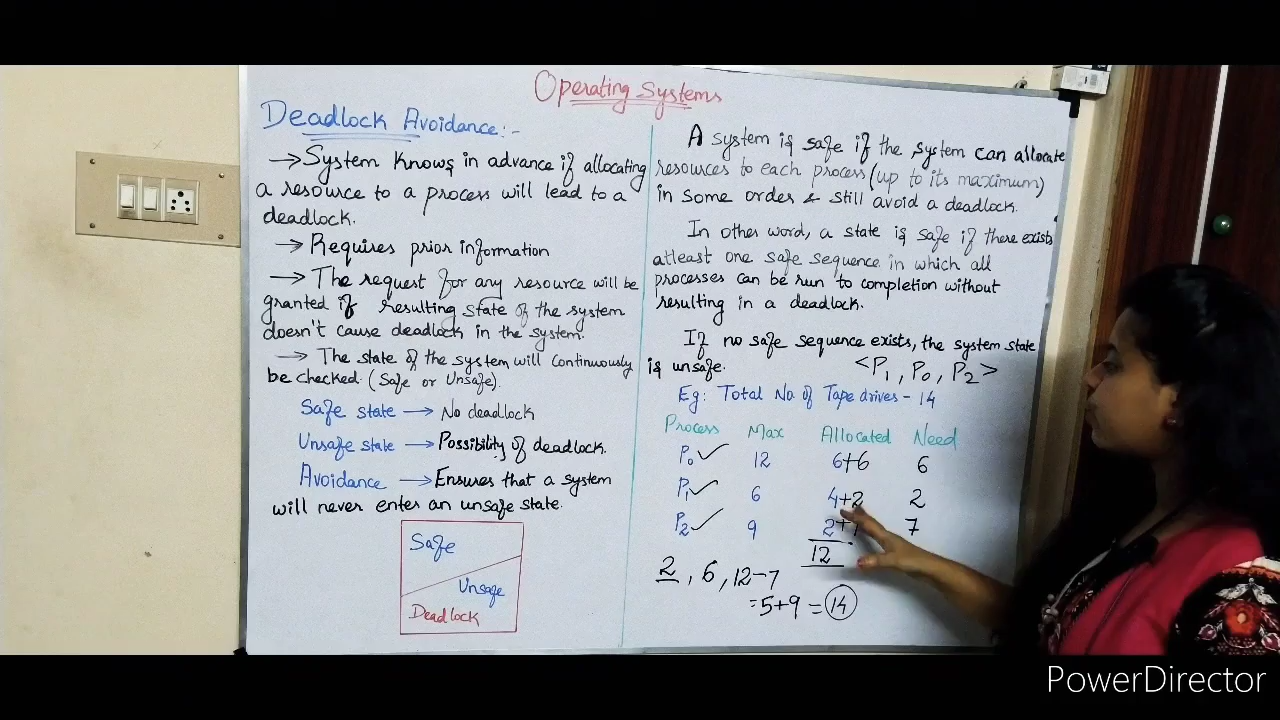 Operating Systems
Deadlock Avoidance:-
→ System knows in advance if allocating
a resource to a process will lead to a
deadlock.
→ Requires prior information
→ The request for any resource will be
granted if resulting state of the system
doesn't cause deadlock in the system.
→ The state of the system will continuously
be checked. (Safe or Unsafe).
Safe state → No deadlock
Unsafe state → Possibility of deadlock.
Avoidance → Ensures that a system
will never enter an unsafe state.
Safe
Unsafe
Deadlock
A system is safe if the system can allocate
resources to each process (up to its maximum)
in some order & still avoid a deadlock.
In other word, a state is safe if there exists
atleast one safe sequence in which all
processes can be run to completion without
resulting in a deadlock.
If no safe sequence exists, the system state
is unsafe.
<P1, P0, P2>
Eg: Total No. of Tape drives - 14
Process Max Allocated Need
P0 ✓ 12 6+6 6
P1 ✓ 6 4+2 2
P2 ✓ 9 2+7 7
12
2, 6, 12-7
=5+9 = 14
PowerDirector